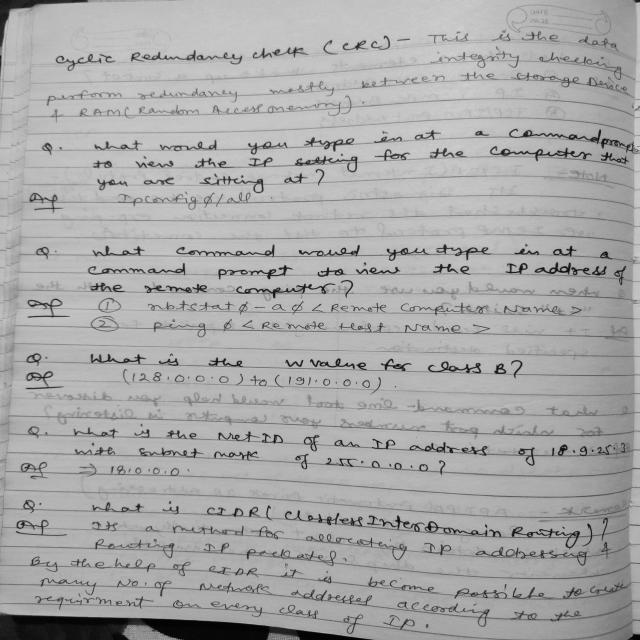 Cyclic Redundancy check (CRC) - This is the data
integrity checking
perform redundancy mostly between the storage Device
& RAM (Random Access memory).
Q. what would you type in at a command prompt
to view the IP setting for the computer that
you are sitting at?
Ipconfig ∅/all.
Q. what command would you type in at a
command prompt to view the IP address of
the remote computer?
① nbtstat ∅ -a ∅ <Remote Computer Name>
② ping ∅ <Remote Host Name>
Q. What is the W value for class B?
(128.0.0.0) to (191.0.0.0).
Q. what is the Net ID of an IP address of 18.9.25.3
with subnet mask of 255.0.0.0?
⇒ 18.0.0.0.
Q. what is CIDR (Classless Inter Domain Routing)?
Its a method for allocating IP addressing &
Routing IP packates.
By the help of CIDR it is become possible to create
many No. of Network addresses according to the
requirment on every class of IP.